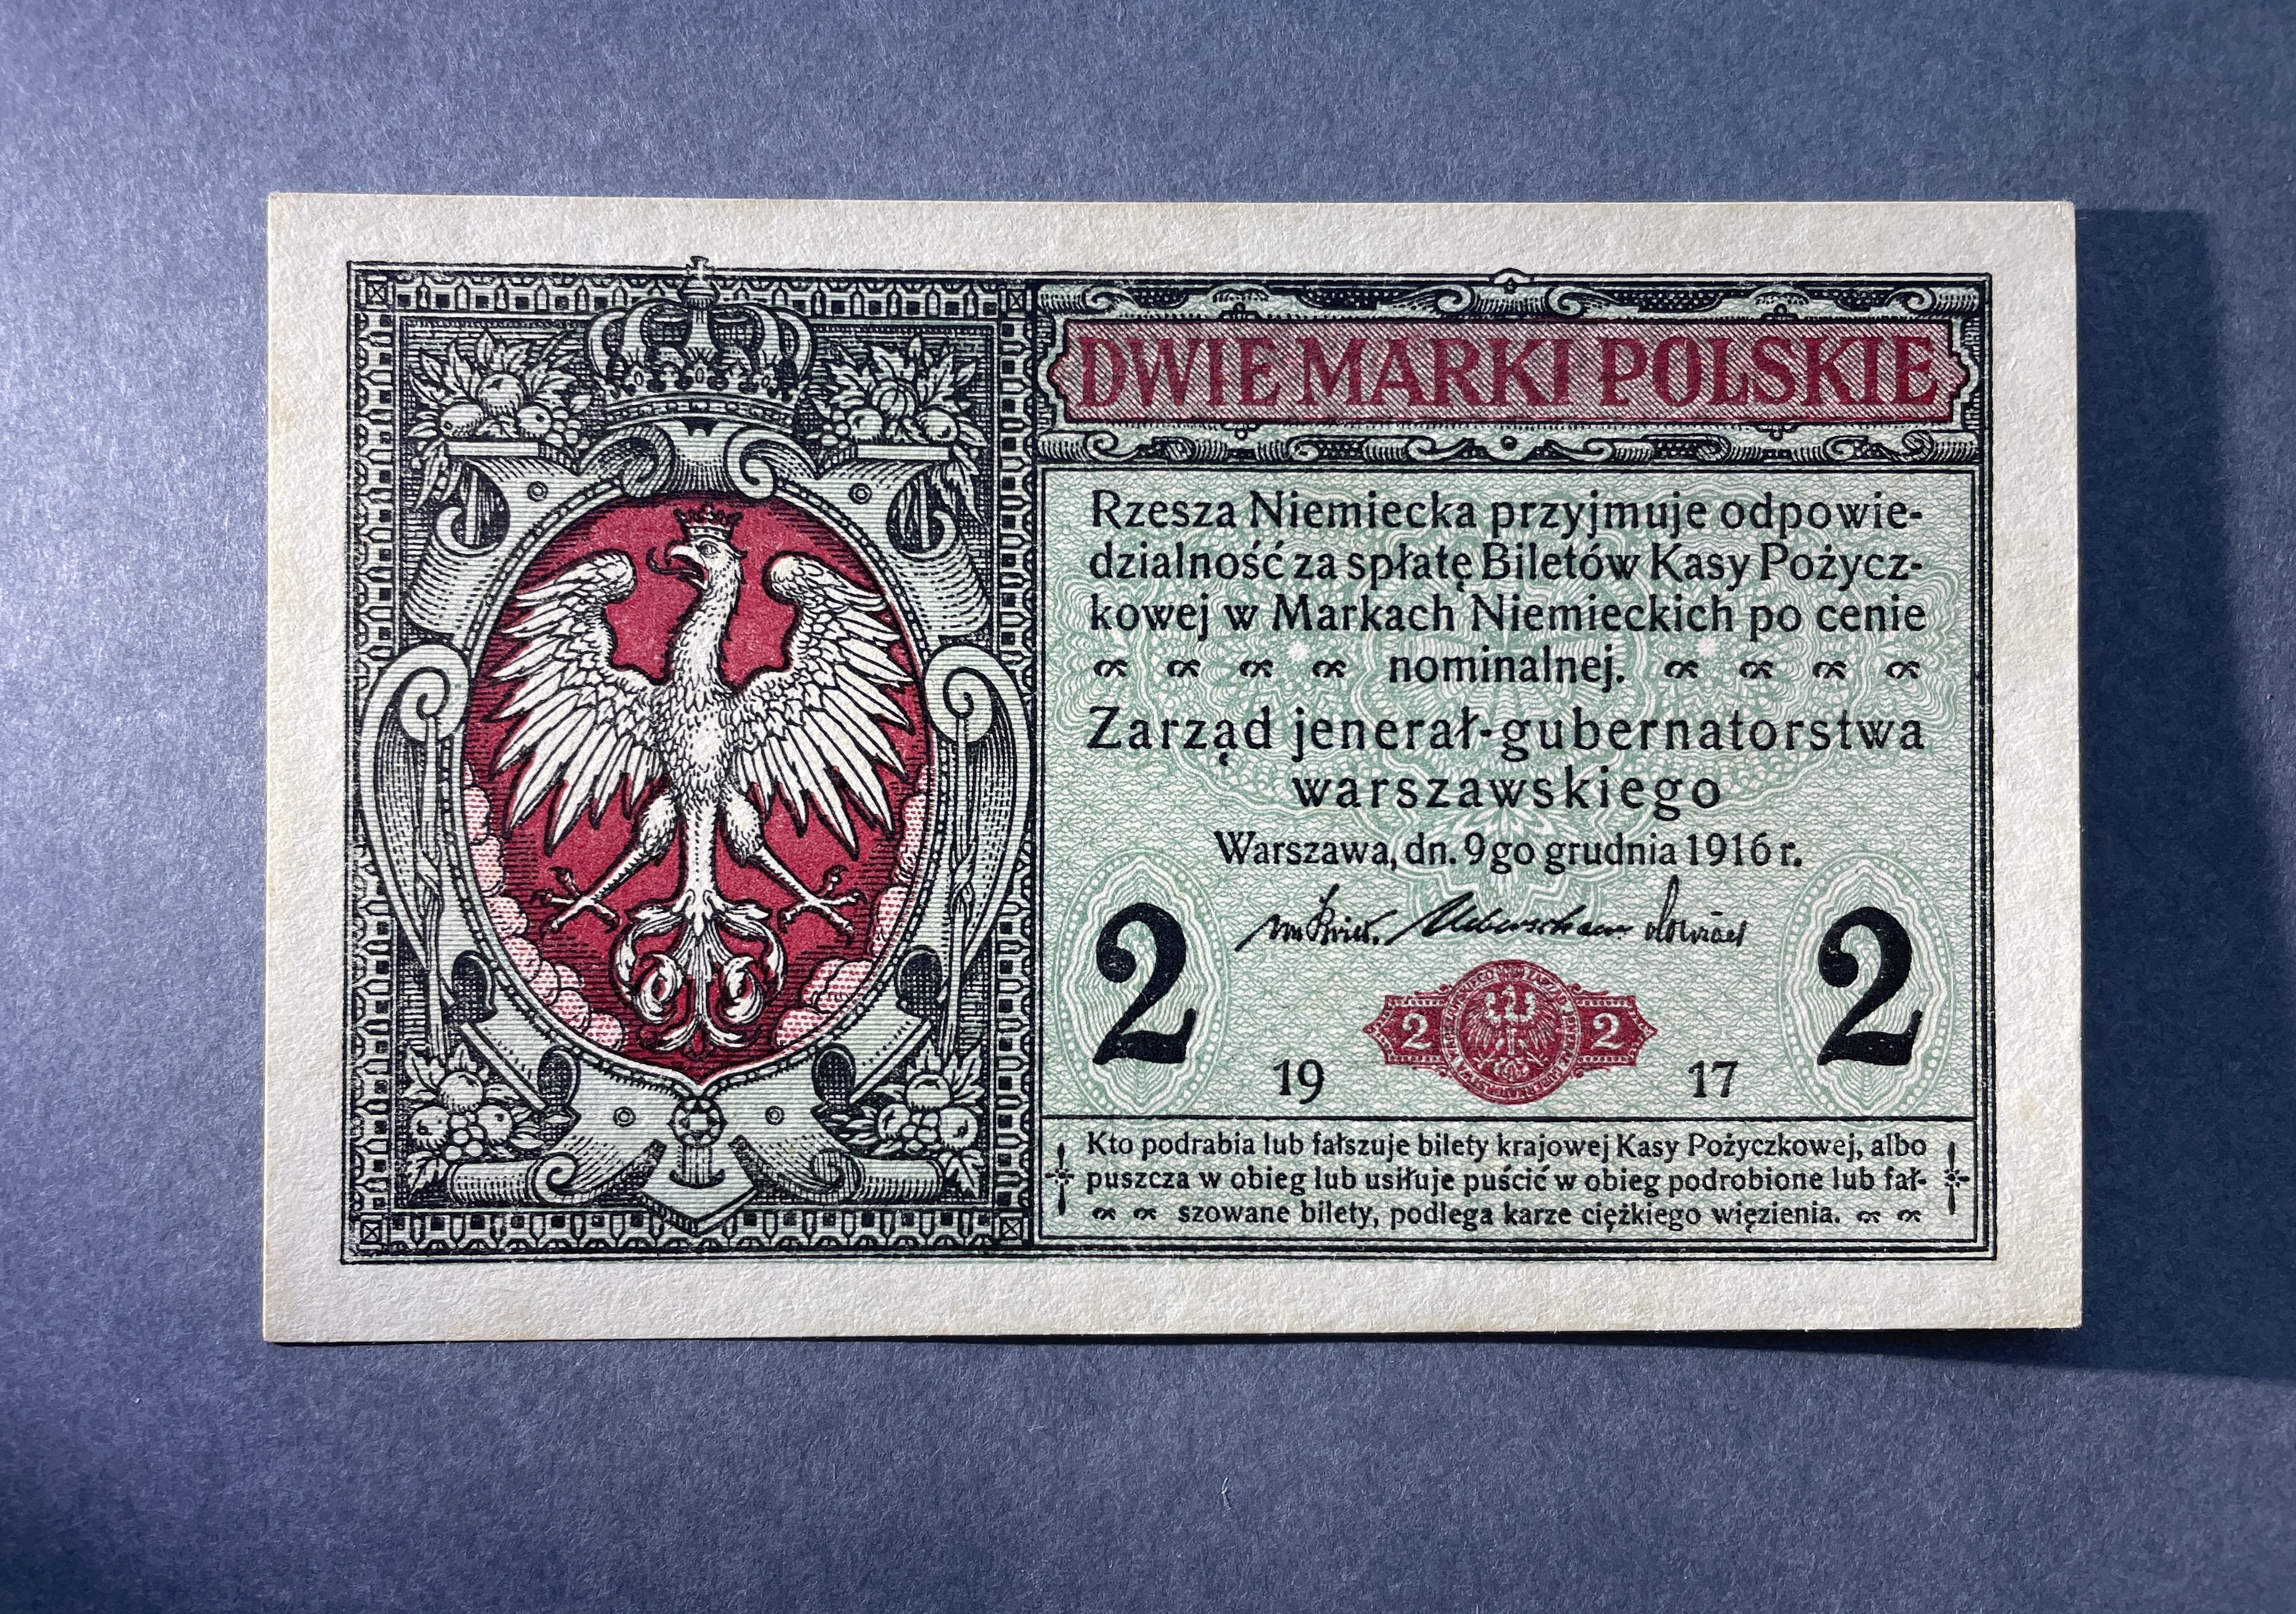 DWIE MARKI POLSKIE
Rzesza Niemiecka przyjmuje odpowie-
dzialność za spłatę Biletów Kasy Pożycz-
kowej w Markach Niemieckich po cenie
nominalnej.
Zarząd jenerał-gubernatorstwa
warszawskiego
Warszawa, dn. 9go grudnia 1916 r.
2 2
2 2
19 17
Kto podrabia lub fałszuje bilety krajowej Kasy Pożyczkowej, albo
puszcza w obieg lub usiłuje puścić w obieg podrobione lub fał-
szowane bilety, podlega karze ciężkiego więzienia.